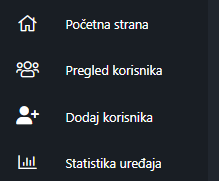 Početna strana
Pregled korisnika
Dodaj korisnika
Statistika uređaja